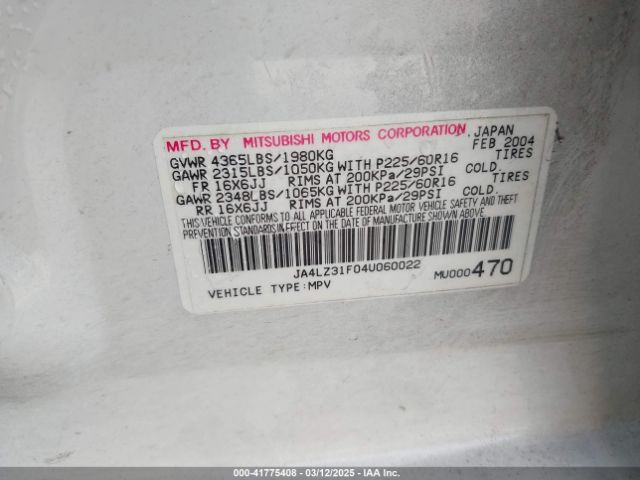 MFD. BY MITSUBISHI MOTORS CORPORATION, JAPAN
FEB 2004
GVWR 4365LBS/1980KG
GAWR 2315LBS/1050KG WITH P225/60R16 TIRES
FR 16X6JJ RIMS AT 200KPa/29PSI COLD.
GAWR 2348LBS/1065KG WITH P225/60R16 TIRES
RR 16X6JJ RIMS AT 200KPa/29PSI COLD.
THIS VEHICLE CONFORMS TO ALL APPLICABLE FEDERAL MOTOR VEHICLE SAFETY AND THEFT
PREVENTION STANDARDS IN EFFECT ON THE DATE OF MANUFACTURE SHOWN ABOVE.
JA4LZ31F04U060022
MU000470
VEHICLE TYPE:MPV
000-41775408 - 03/12/2025 - IAA Holdings, LLC